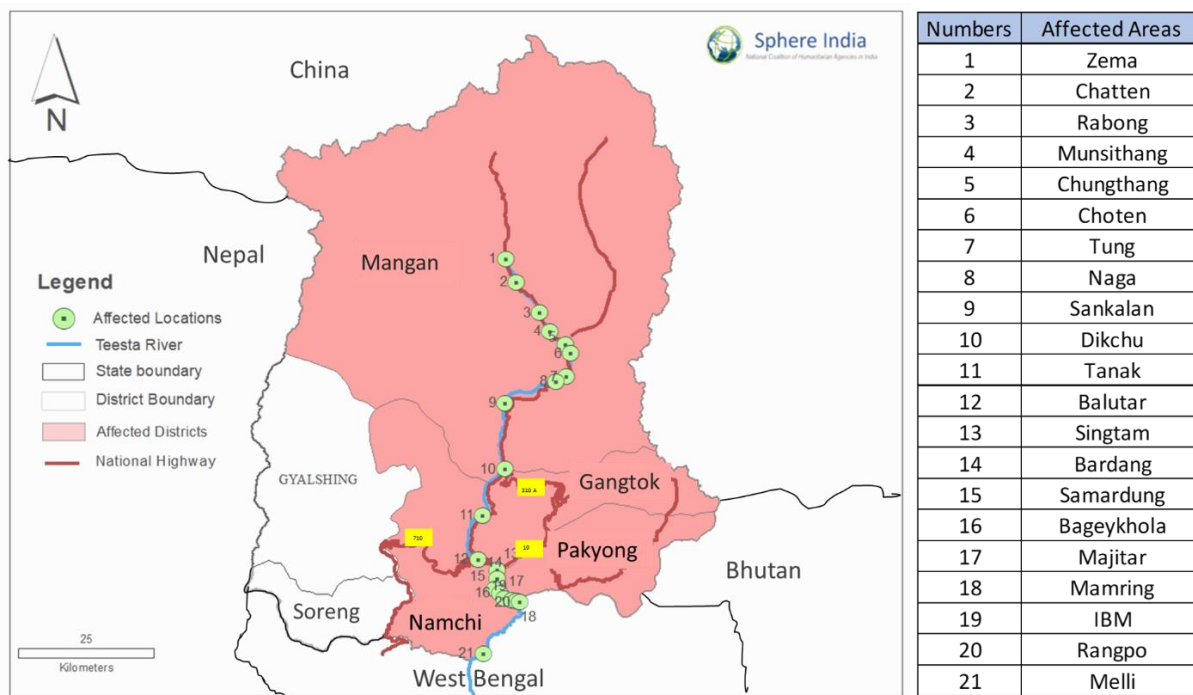 Sphere India
National Coalition of Humanitarian Agencies in India
China
N
Nepal
Mangan
Legend
Affected Locations
Teesta River
State boundary
District Boundary
Affected Districts
National Highway
1
2
3
4
5
6
7
8
9
10
11
12
13
14
15
16
17
18
19
20
21
GYALSHING
Gangtok
310 A
710
10
Pakyong
Bhutan
Soreng
Namchi
West Bengal
25
Kilometers
Numbers Affected Areas
1 Zema
2 Chatten
3 Rabong
4 Munsithang
5 Chungthang
6 Choten
7 Tung
8 Naga
9 Sankalan
10 Dikchu
11 Tanak
12 Balutar
13 Singtam
14 Bardang
15 Samardung
16 Bageykhola
17 Majitar
18 Mamring
19 IBM
20 Rangpo
21 Melli